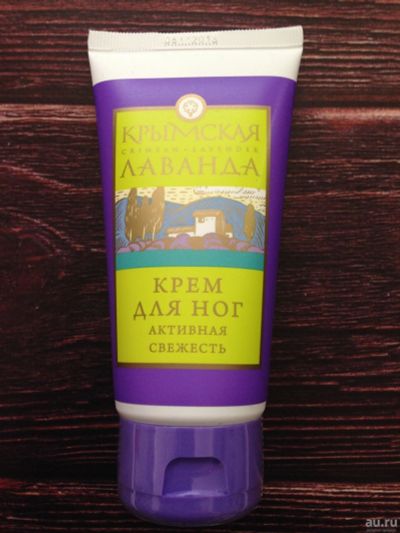 КРЫМСКАЯ
CRIMEAN • LAVENDER
ЛАВАНДА
КРЕМ
ДЛЯ НОГ
АКТИВНАЯ
СВЕЖЕСТЬ
au.ru